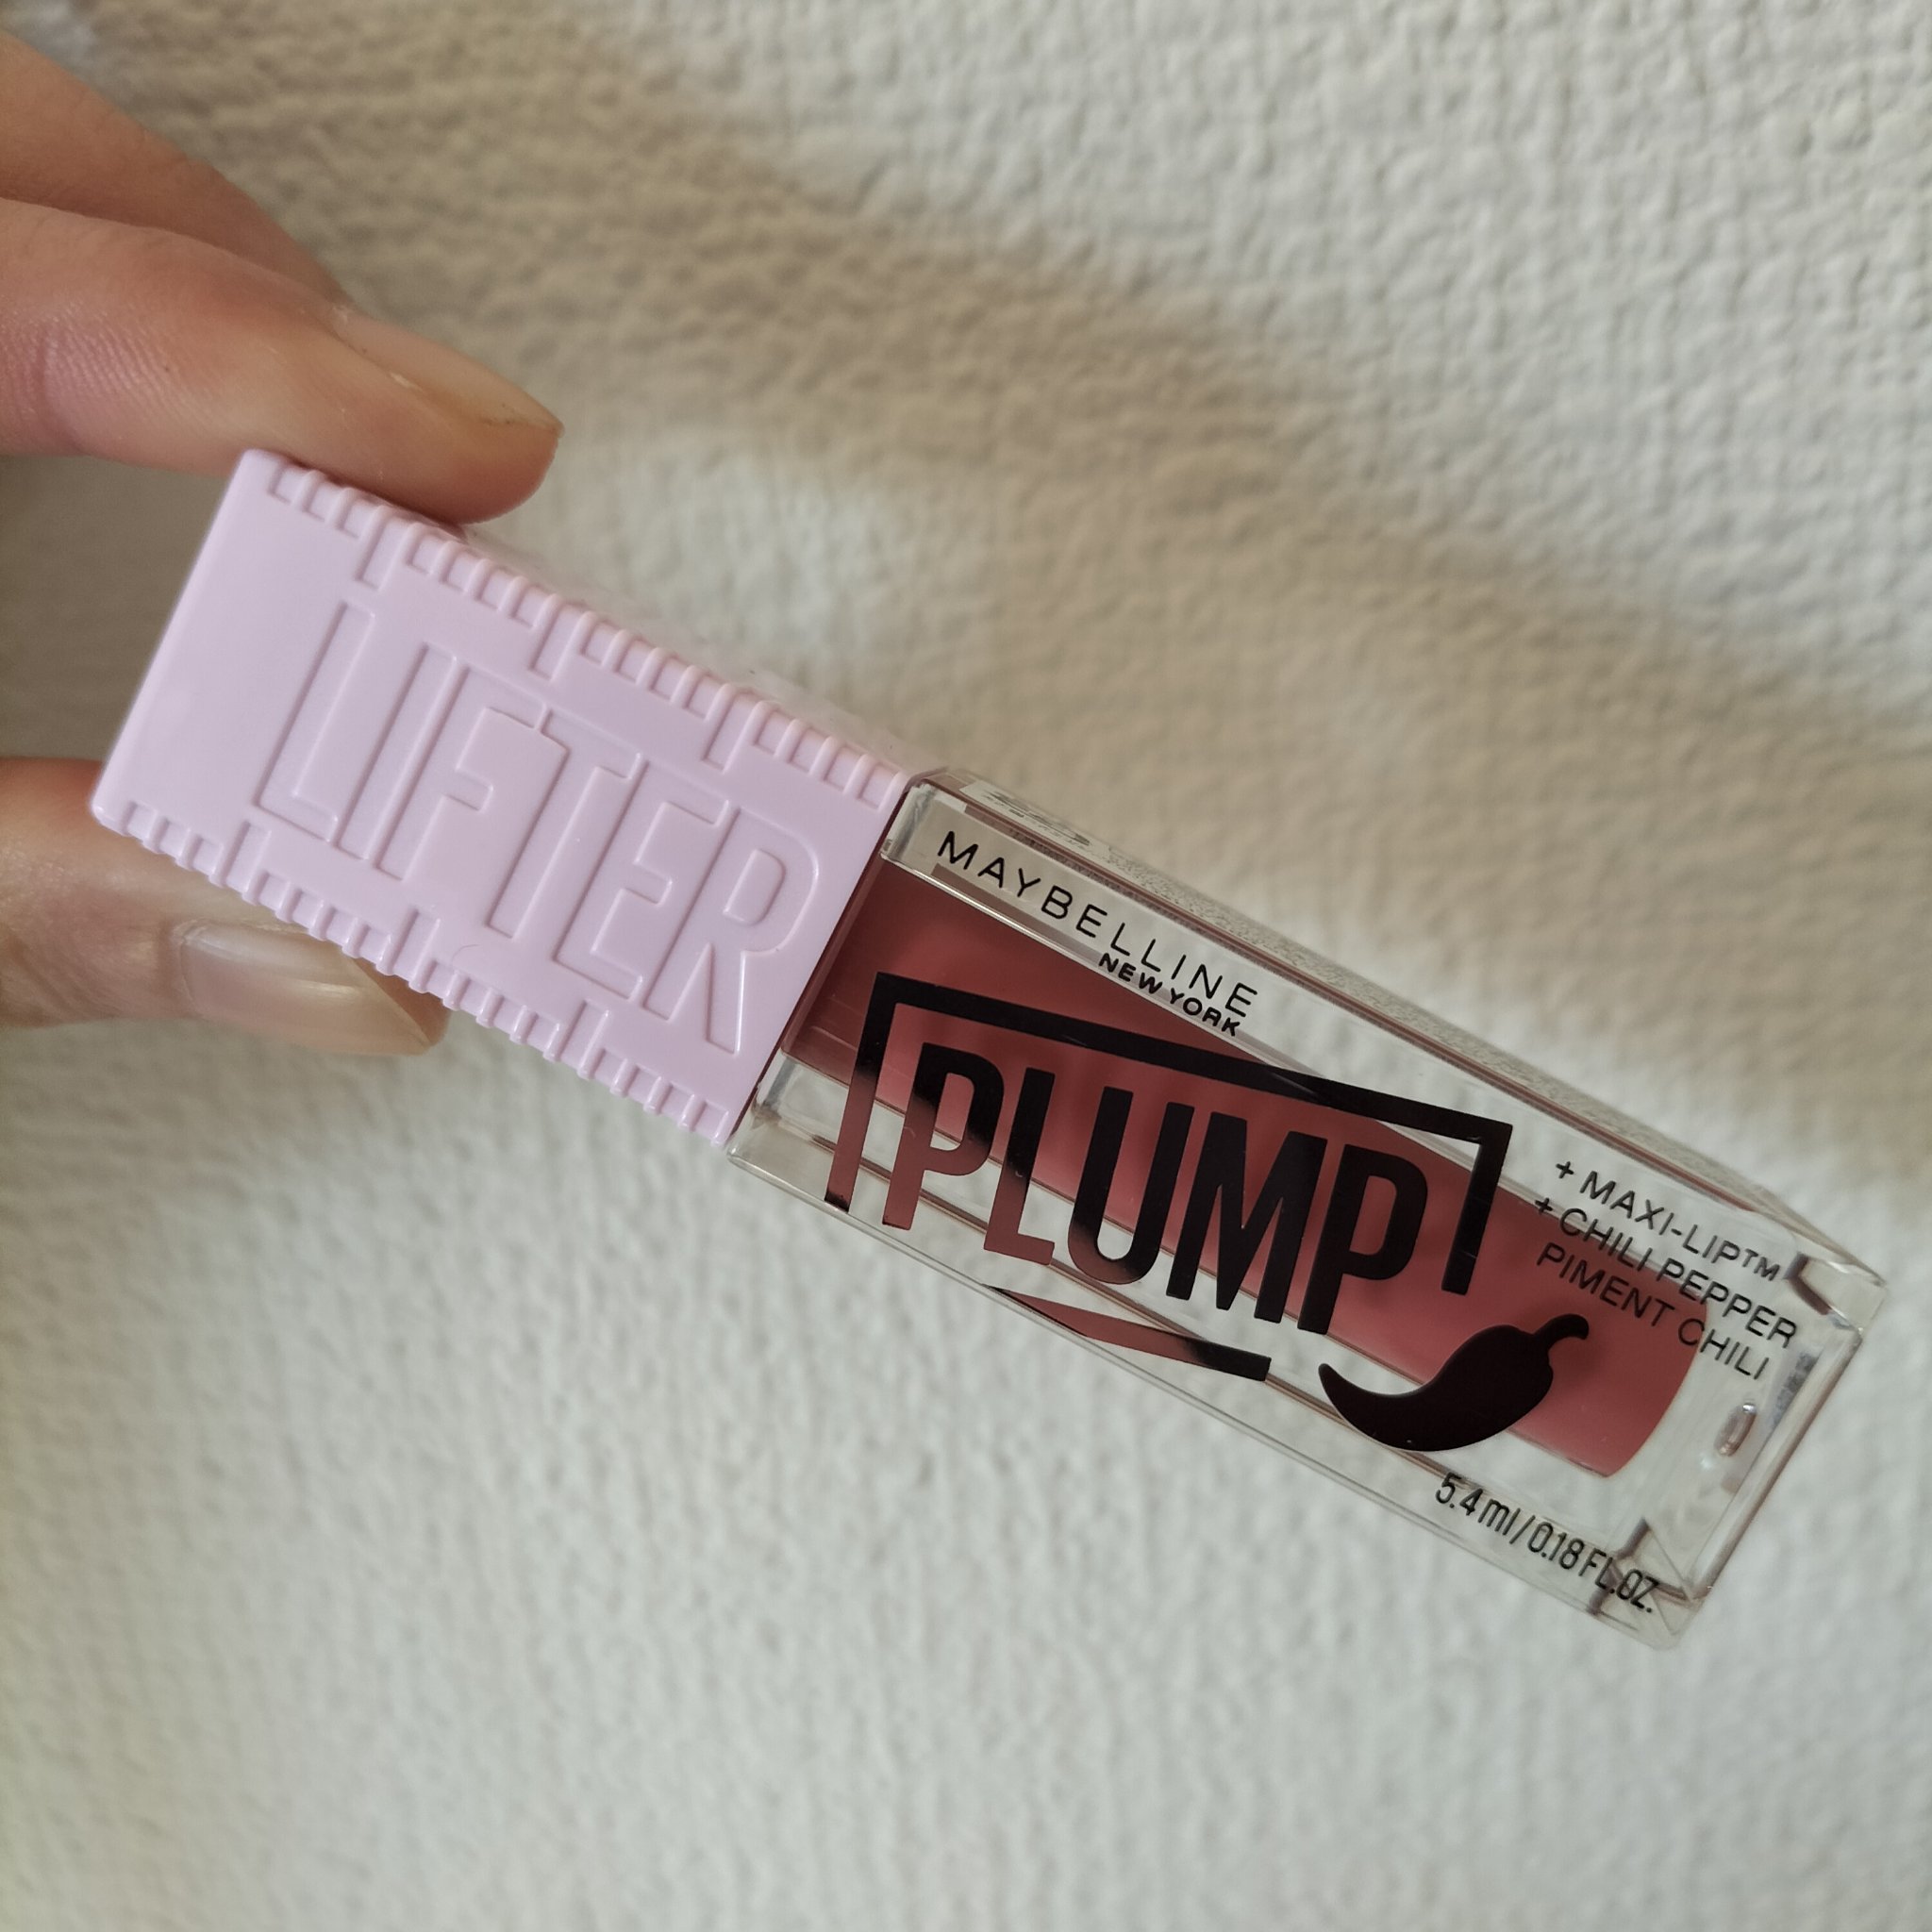 LIFTER
MAYBELLINE
NEW YORK
PLUMP
+ MAXI-LIP™
+ CHILI PEPPER
PIMENT CHILI
5.4 ml / 0.18 FL.OZ.